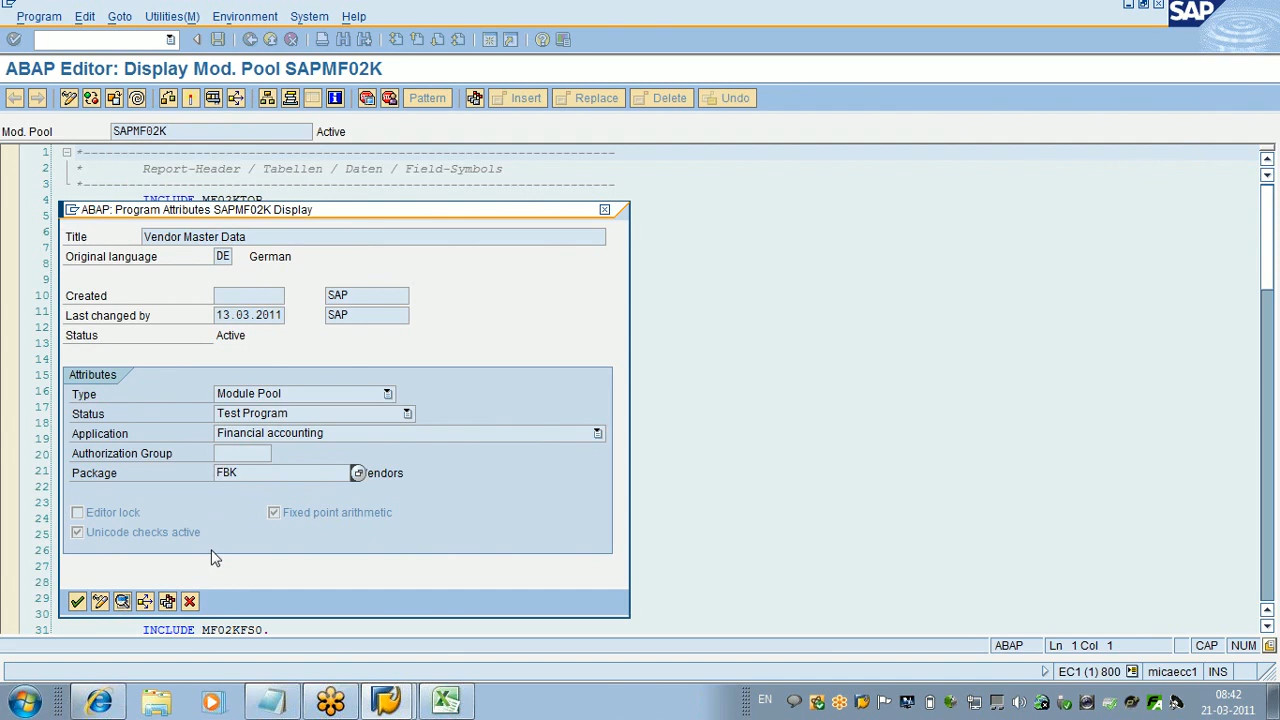 Program Edit Goto Utilities(M) Environment System Help
SAP
ABAP Editor: Display Mod. Pool SAPMF02K
Pattern Insert Replace Delete Undo
Mod. Pool SAPMF02K Active
1 *----------------------------------------------------------
2 * Report-Header / Tabellen / Daten / Field-Symbols
3 *----------------------------------------------------------
4 INCLUDE MF02KTOP.
5 ABAP: Program Attributes SAPMF02K Display
6 Title Vendor Master Data
7 Original language DE German
8
9
10 Created SAP
11 Last changed by 13.03.2011 SAP
12 Status Active
13
14
15 Attributes
16 Type Module Pool
17 Status Test Program
18
19 Application Financial accounting
20 Authorization Group
21 Package FBK endors
22
23
24 Editor lock Fixed point arithmetic
25 Unicode checks active
26
27
28
29
30
31 INCLUDE MF02KFS0.
ABAP Ln 1 Col 1 CAP NUM
EC1 (1) 800 micaecc1 INS
EN 08:42
21-03-2011